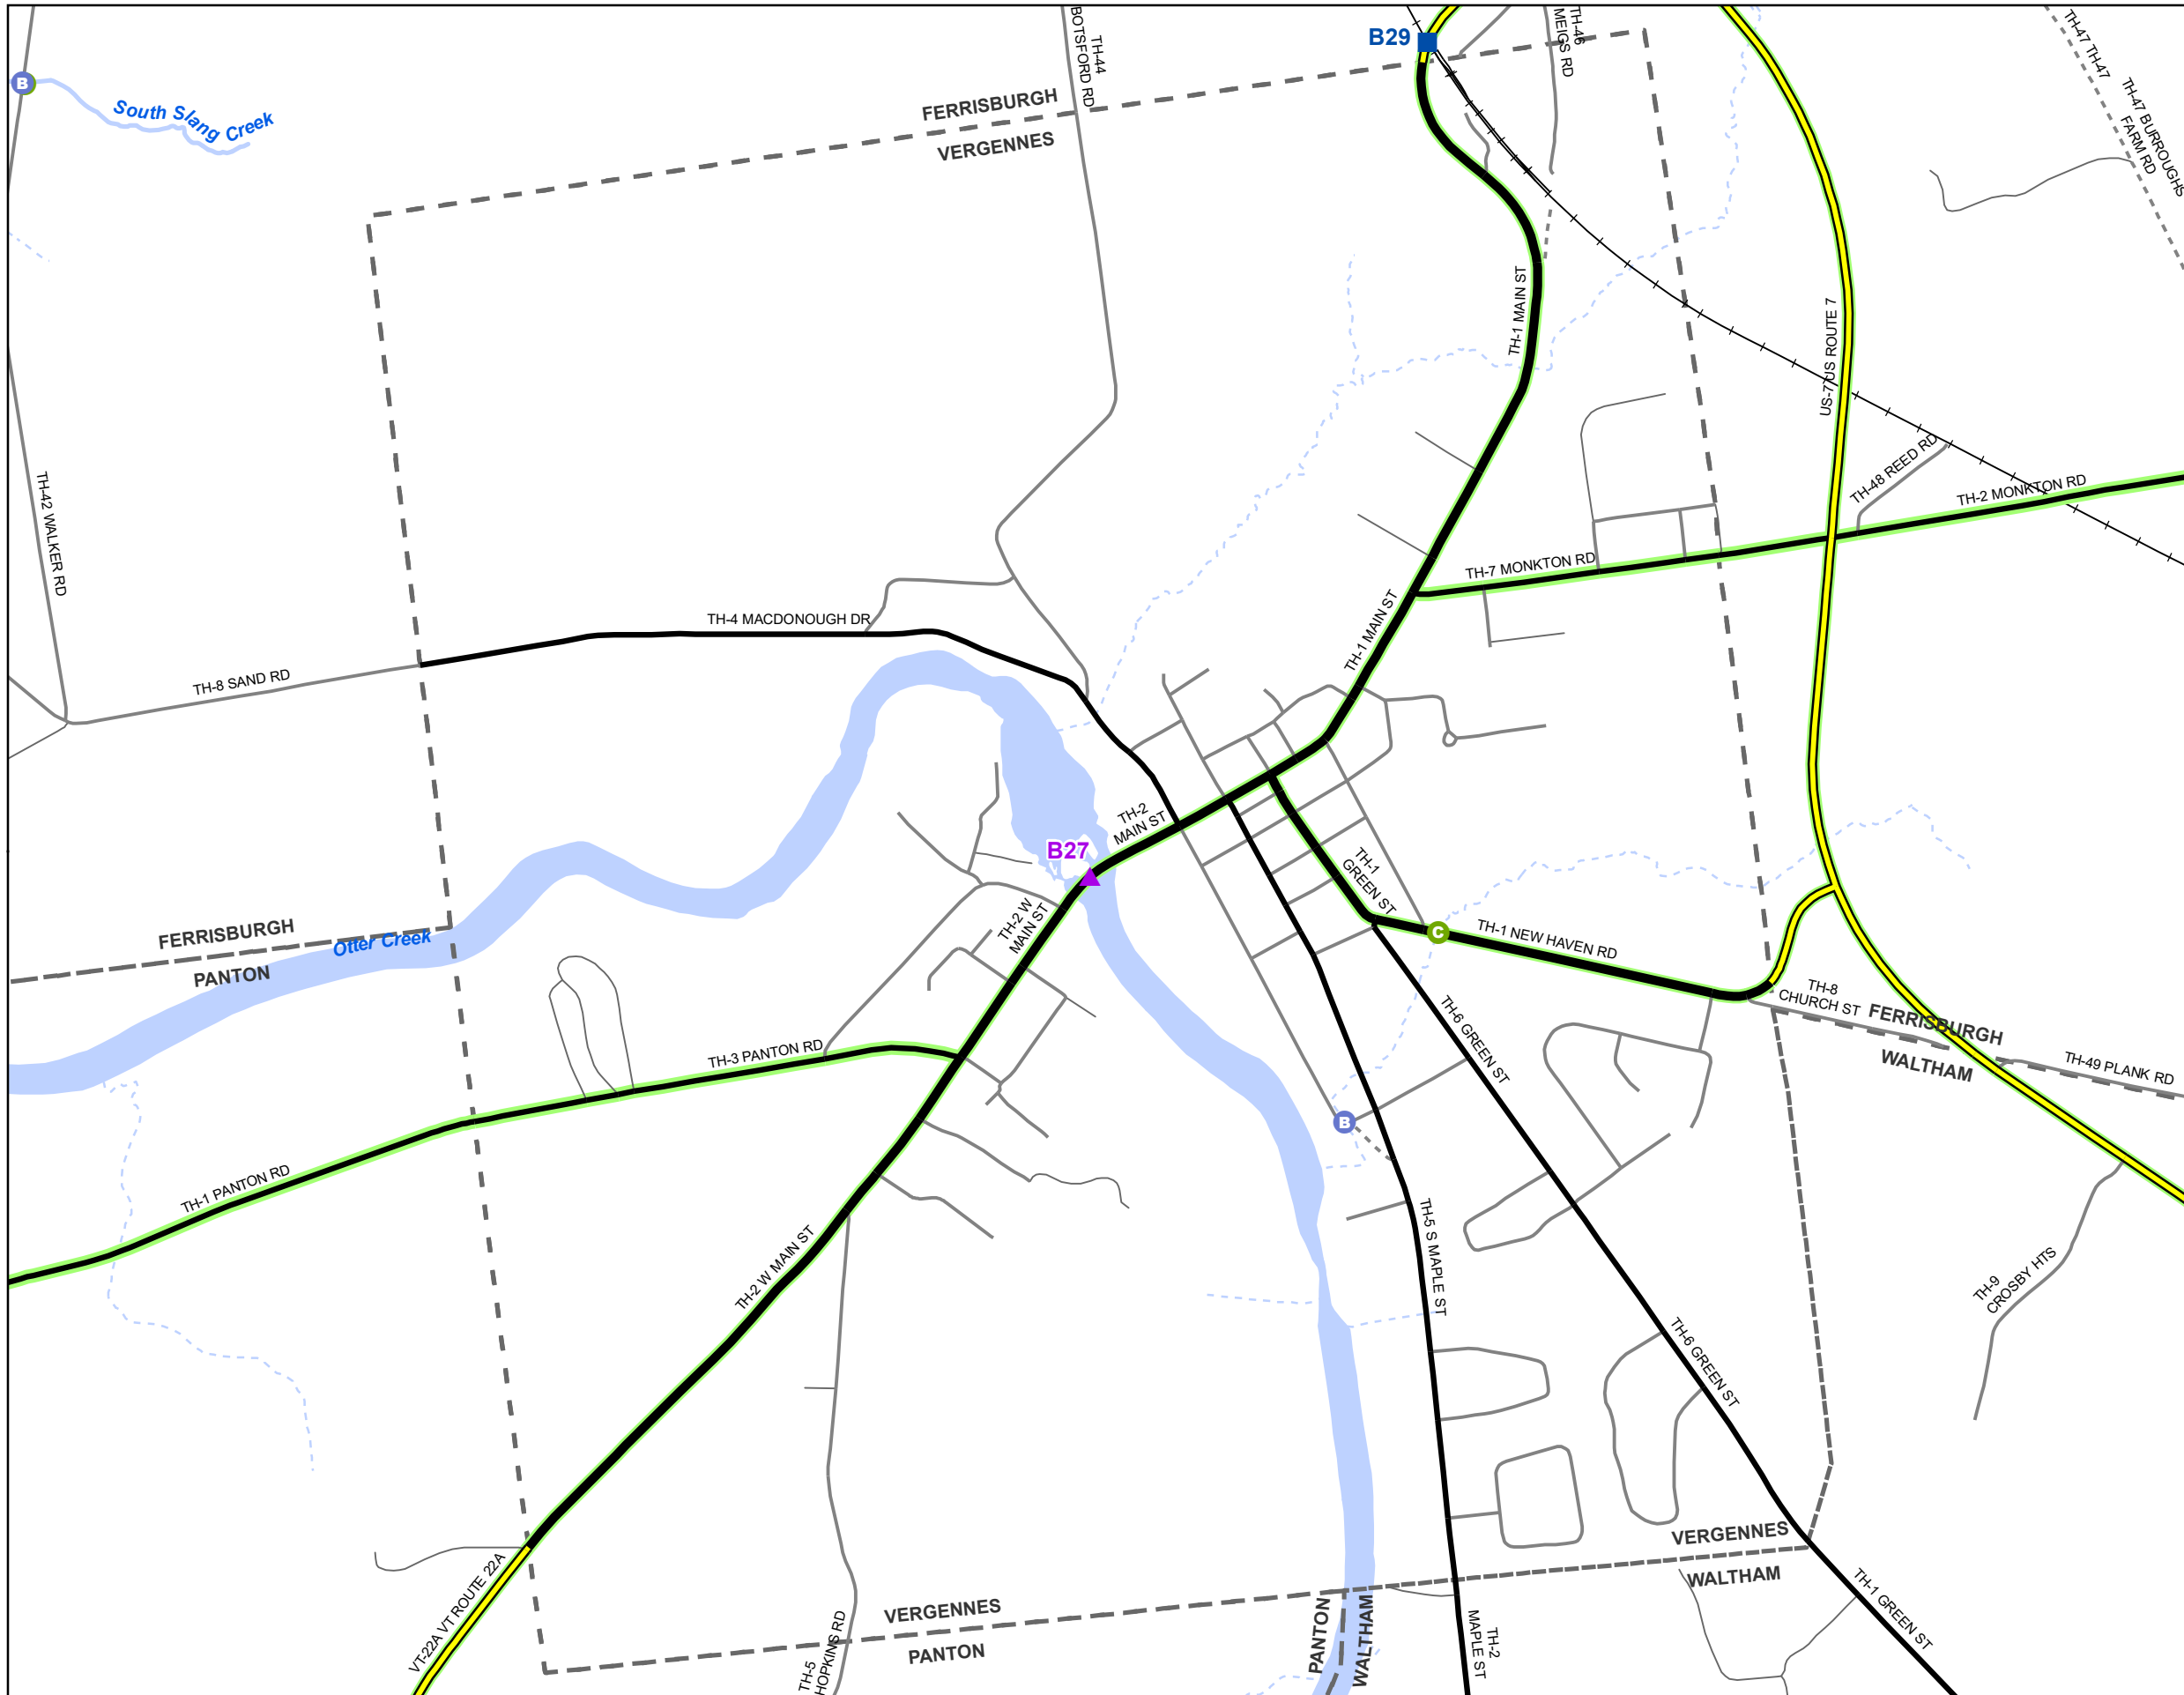 B29
TH-44
BOTSFORD RD
TH-46
MEIGS RD
TH-47 TH-47
TH-47 BURROUGHS
FARM RD
B
South Slang Creek
FERRISBURGH
VERGENNES
TH-1 MAIN ST
US-7 US ROUTE 7
TH-48 REED RD
TH-2 MONKTON RD
TH-42 WALKER RD
TH-7 MONKTON RD
TH-4 MACDONOUGH DR
TH-1 MAIN ST
TH-8 SAND RD
TH-2
MAIN ST
B27
TH-1
GREEN ST
TH-2 W
MAIN ST
C
TH-1 NEW HAVEN RD
FERRISBURGH
Otter Creek
PANTON
TH-8
CHURCH ST
FERRISBURGH
WALTHAM
TH-49 PLANK RD
TH-3 PANTON RD
TH-6 GREEN ST
B
TH-1 PANTON RD
TH-2 W MAIN ST
TH-5 S MAPLE ST
TH-9
CROSBY HTS
TH-6 GREEN ST
VERGENNES
WALTHAM
VT-22A VT ROUTE 22A
VERGENNES
PANTON
TH-5
HOPKINS RD
PANTON
WALTHAM
TH-2
MAPLE ST
TH-1 GREEN ST